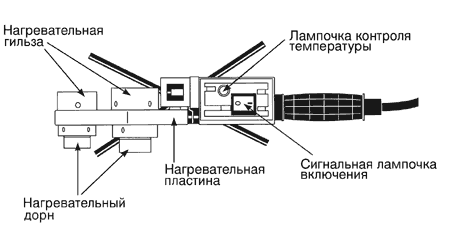 Нагревательная
гильза
Лампочка контроля
температуры
Нагревательная
пластина
Сигнальная лампочка
включения
Нагревательный
дорн